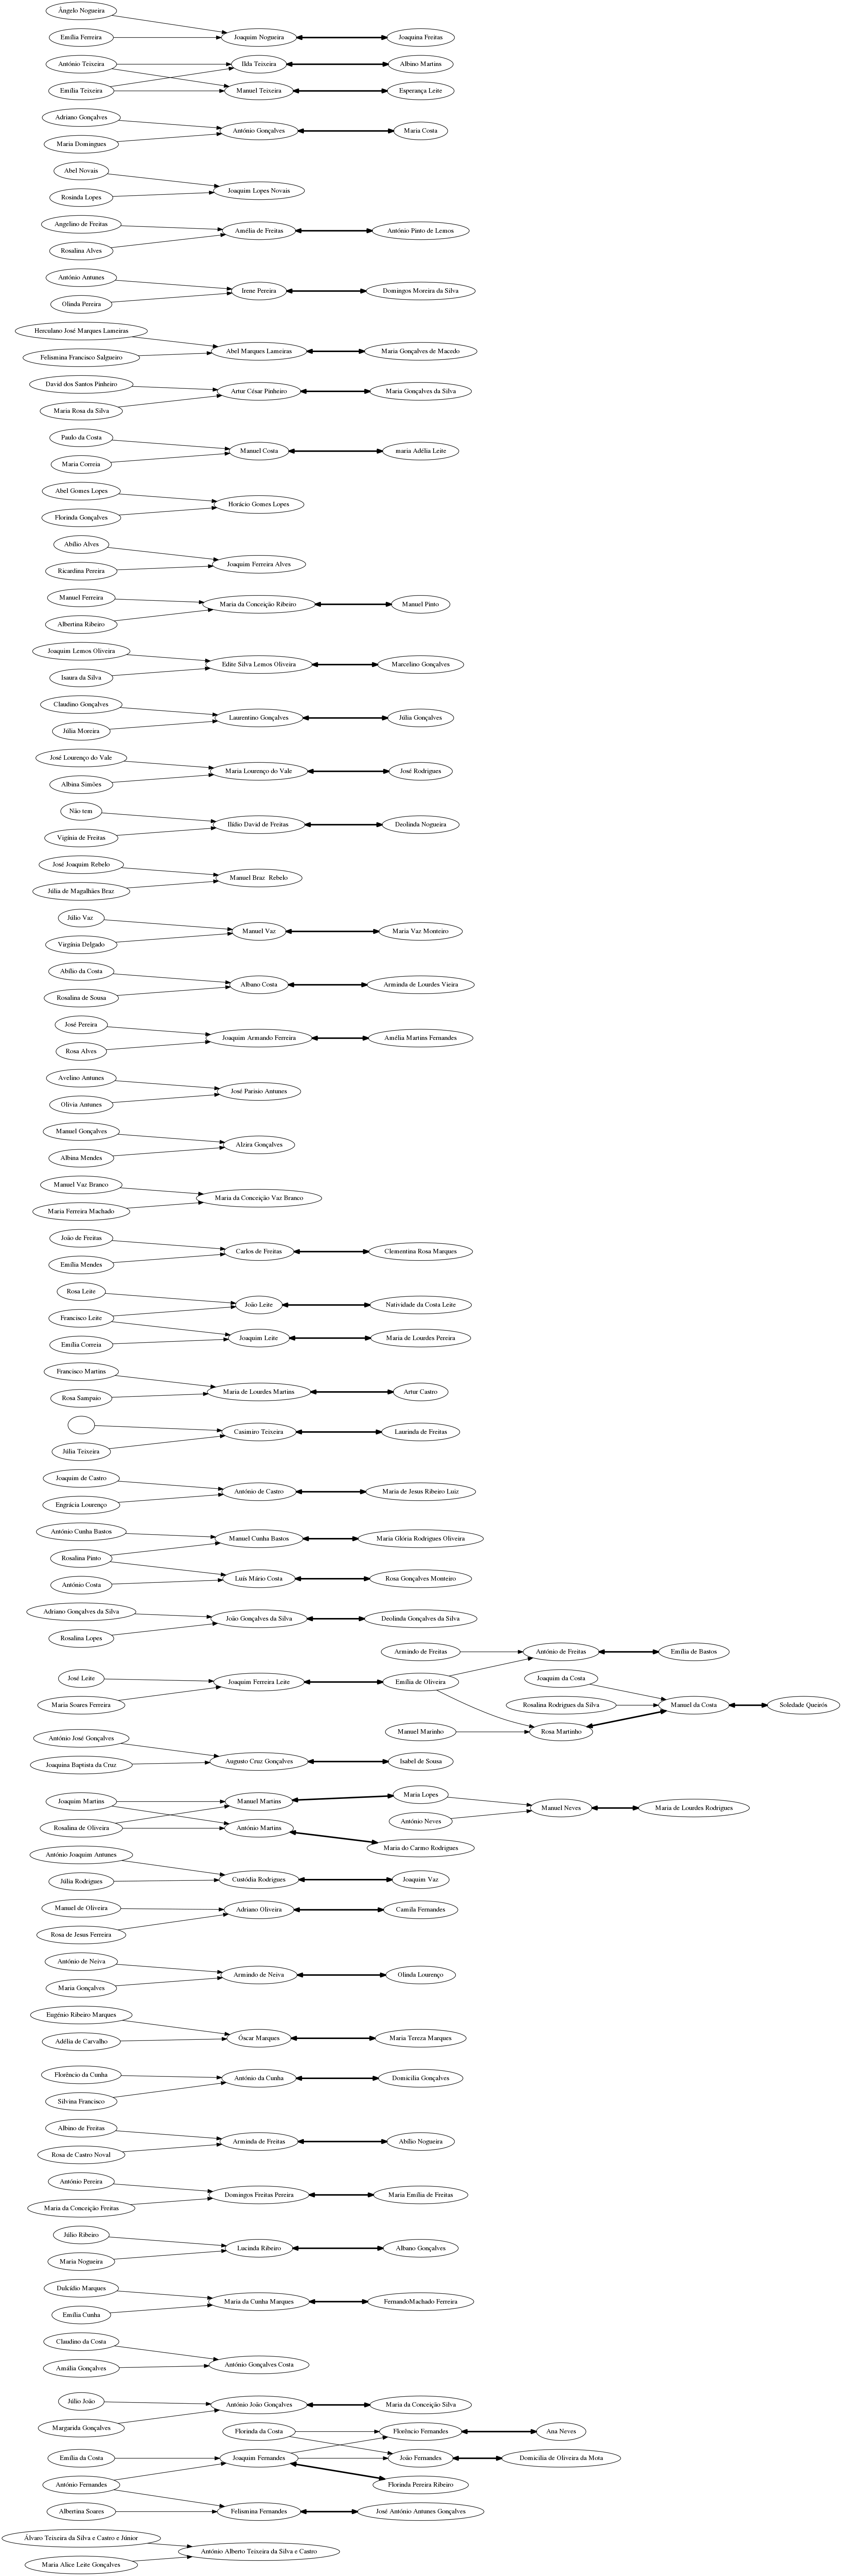 Ângelo Nogueira
Emília Ferreira
Joaquim Nogueira
Joaquina Freitas
António Teixeira
Ilda Teixeira
Albino Martins
Emília Teixeira
Manuel Teixeira
Esperança Leite
Adriano Gonçalves
António Gonçalves
Maria Costa
Maria Domingues
Abel Novais
Joaquim Lopes Novais
Rosinda Lopes
Angelino de Freitas
Amélia de Freitas
António Pinto de Lemos
Rosalina Alves
António Antunes
Irene Pereira
Domingos Moreira da Silva
Olinda Pereira
Herculano José Marques Lameiras
Abel Marques Lameiras
Maria Gonçalves de Macedo
Felismina Francisco Salgueiro
David dos Santos Pinheiro
Artur César Pinheiro
Maria Gonçalves da Silva
Maria Rosa da Silva
Paulo da Costa
Manuel Costa
maria Adélia Leite
Maria Correia
Abel Gomes Lopes
Horácio Gomes Lopes
Florinda Gonçalves
Abílio Alves
Joaquim Ferreira Alves
Ricardina Pereira
Manuel Ferreira
Maria da Conceição Ribeiro
Manuel Pinto
Albertina Ribeiro
Joaquim Lemos Oliveira
Edite Silva Lemos Oliveira
Marcelino Gonçalves
Isaura da Silva
Claudino Gonçalves
Laurentino Gonçalves
Júlia Gonçalves
Júlia Moreira
José Lourenço do Vale
Maria Lourenço do Vale
José Rodrigues
Albina Simões
Não tem
Ilídio David de Freitas
Deolinda Nogueira
Vigínia de Freitas
José Joaquim Rebelo
Manuel Braz  Rebelo
Júlia de Magalhães Braz
Júlio Vaz
Manuel Vaz
Maria Vaz Monteiro
Virgínia Delgado
Abílio da Costa
Albano Costa
Arminda de Lourdes Vieira
Rosalina de Sousa
José Pereira
Joaquim Armando Ferreira
Amélia Martins Fernandes
Rosa Alves
Avelino Antunes
José Parisio Antunes
Olivia Antunes
Manuel Gonçalves
Alzira Gonçalves
Albina Mendes
Manuel Vaz Branco
Maria da Conceição Vaz Branco
Maria Ferreira Machado
João de Freitas
Carlos de Freitas
Clementina Rosa Marques
Emília Mendes
Rosa Leite
João Leite
Natividade da Costa Leite
Francisco Leite
Joaquim Leite
Maria de Lourdes Pereira
Emília Correia
Francisco Martins
Maria de Lourdes Martins
Artur Castro
Rosa Sampaio
Casimiro Teixeira
Laurinda de Freitas
Júlia Teixeira
Joaquim de Castro
António de Castro
Maria de Jesus Ribeiro Luiz
Engrácia Lourenço
António Cunha Bastos
Manuel Cunha Bastos
Maria Glória Rodrigues Oliveira
Rosalina Pinto
Luís Mário Costa
Rosa Gonçalves Monteiro
António Costa
Adriano Gonçalves da Silva
João Gonçalves da Silva
Deolinda Gonçalves da Silva
Rosalina Lopes
Armindo de Freitas
António de Freitas
Emília de Bastos
José Leite
Joaquim Ferreira Leite
Emília de Oliveira
Joaquim da Costa
Maria Soares Ferreira
Rosalina Rodrigues da Silva
Manuel da Costa
Soledade Queirós
Manuel Marinho
Rosa Martinho
António José Gonçalves
Augusto Cruz Gonçalves
Isabel de Sousa
Joaquina Baptista da Cruz
Joaquim Martins
Manuel Martins
Maria Lopes
Manuel Neves
Maria de Lourdes Rodrigues
Rosalina de Oliveira
António Martins
António Neves
Maria do Carmo Rodrigues
António Joaquim Antunes
Custódia Rodrigues
Joaquim Vaz
Júlia Rodrigues
Manuel de Oliveira
Adriano Oliveira
Camila Fernandes
Rosa de Jesus Ferreira
António de Neiva
Armindo de Neiva
Olinda Lourenço
Maria Gonçalves
Eugénio Ribeiro Marques
Óscar Marques
Maria Tereza Marques
Adélia de Carvalho
Florêncio da Cunha
António da Cunha
Domicília Gonçalves
Silvina Francisco
Albino de Freitas
Arminda de Freitas
Abílio Nogueira
Rosa de Castro Noval
António Pereira
Domingos Freitas Pereira
Maria Emília de Freitas
Maria da Conceição Freitas
Júlio Ribeiro
Lucinda Ribeiro
Albano Gonçalves
Maria Nogueira
Dulcídio Marques
Maria da Cunha Marques
FernandoMachado Ferreira
Emília Cunha
Claudino da Costa
António Gonçalves Costa
Amália Gonçalves
Júlio João
António João Gonçalves
Maria da Conceição Silva
Margarida Gonçalves
Florinda da Costa
Florêncio Fernandes
Ana Neves
Emília da Costa
Joaquim Fernandes
João Fernandes
Domicília de Oliveira da Mota
António Fernandes
Florinda Pereira Ribeiro
Albertina Soares
Felismina Fernandes
José António Antunes Gonçalves
Álvaro Teixeira da Silva e Castro e Júnior
António Alberto Teixeira da Silva e Castro
Maria Alice Leite Gonçalves